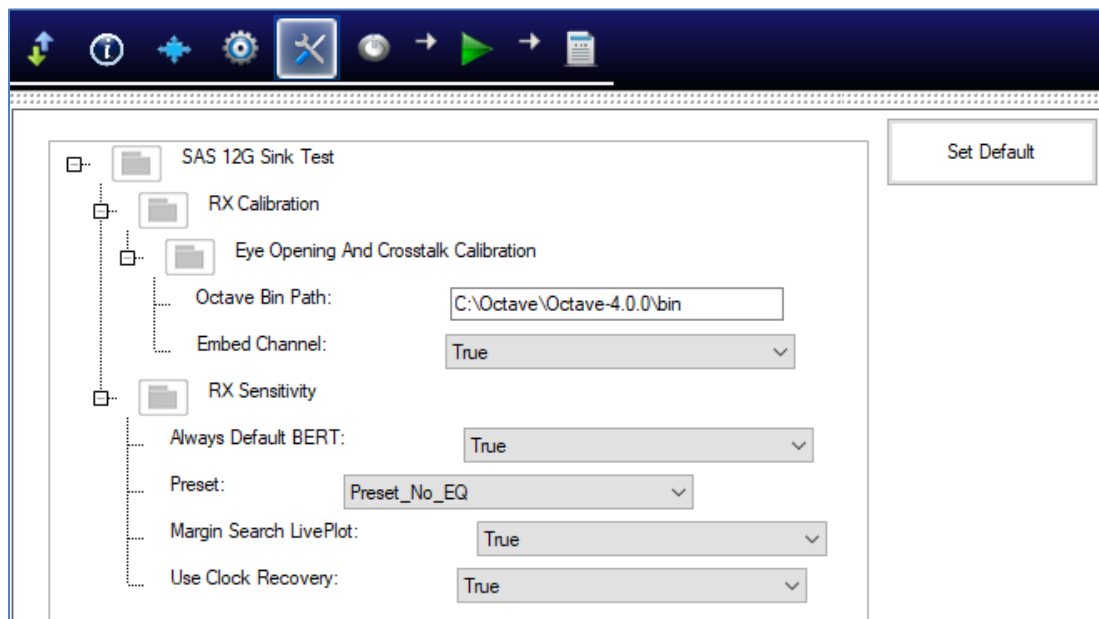 Set Default
SAS 12G Sink Test
RX Calibration
Eye Opening And Crosstalk Calibration
Octave Bin Path: C:\Octave\Octave-4.0.0\bin
Embed Channel: True
RX Sensitivity
Always Default BERT: True
Preset: Preset_No_EQ
Margin Search LivePlot: True
Use Clock Recovery: True